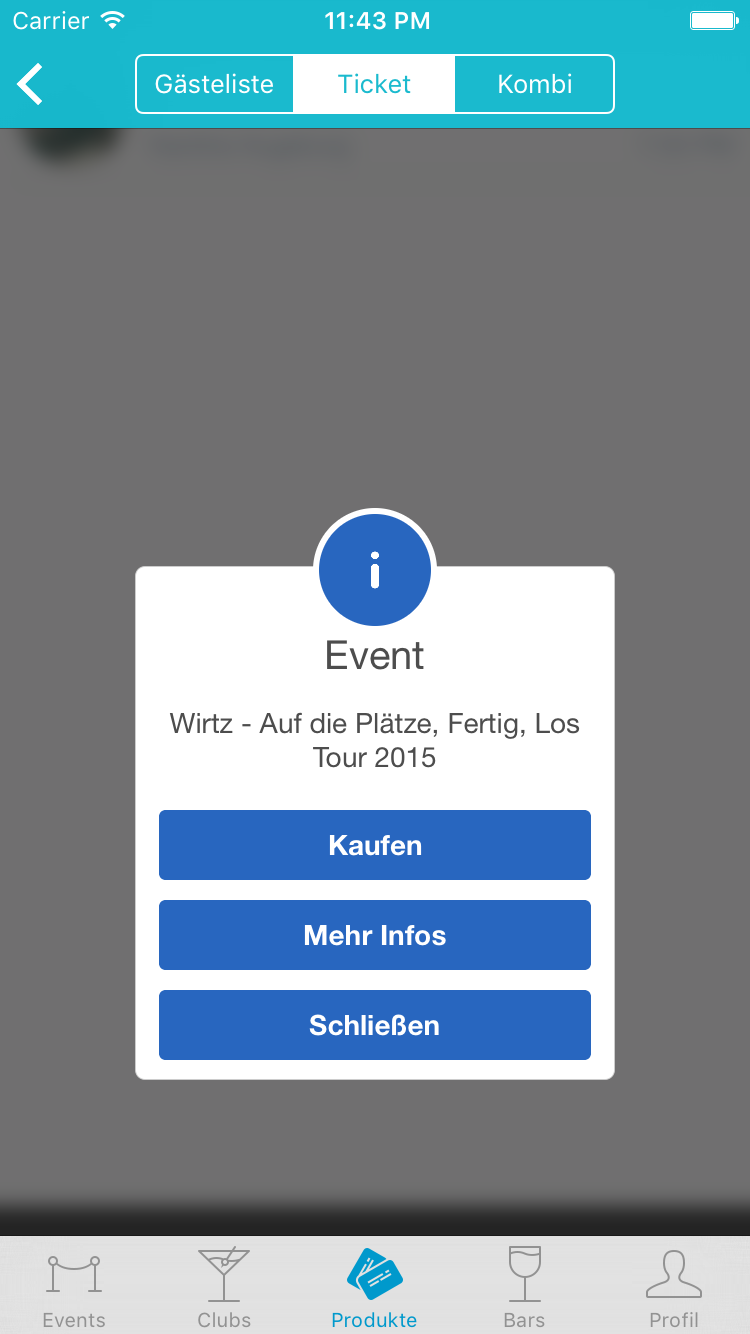 Carrier 11:43 PM
Gästeliste Ticket Kombi
Event
Wirtz - Auf die Plätze, Fertig, Los
Tour 2015
Kaufen
Mehr Infos
Schließen
Events Clubs Produkte Bars Profil